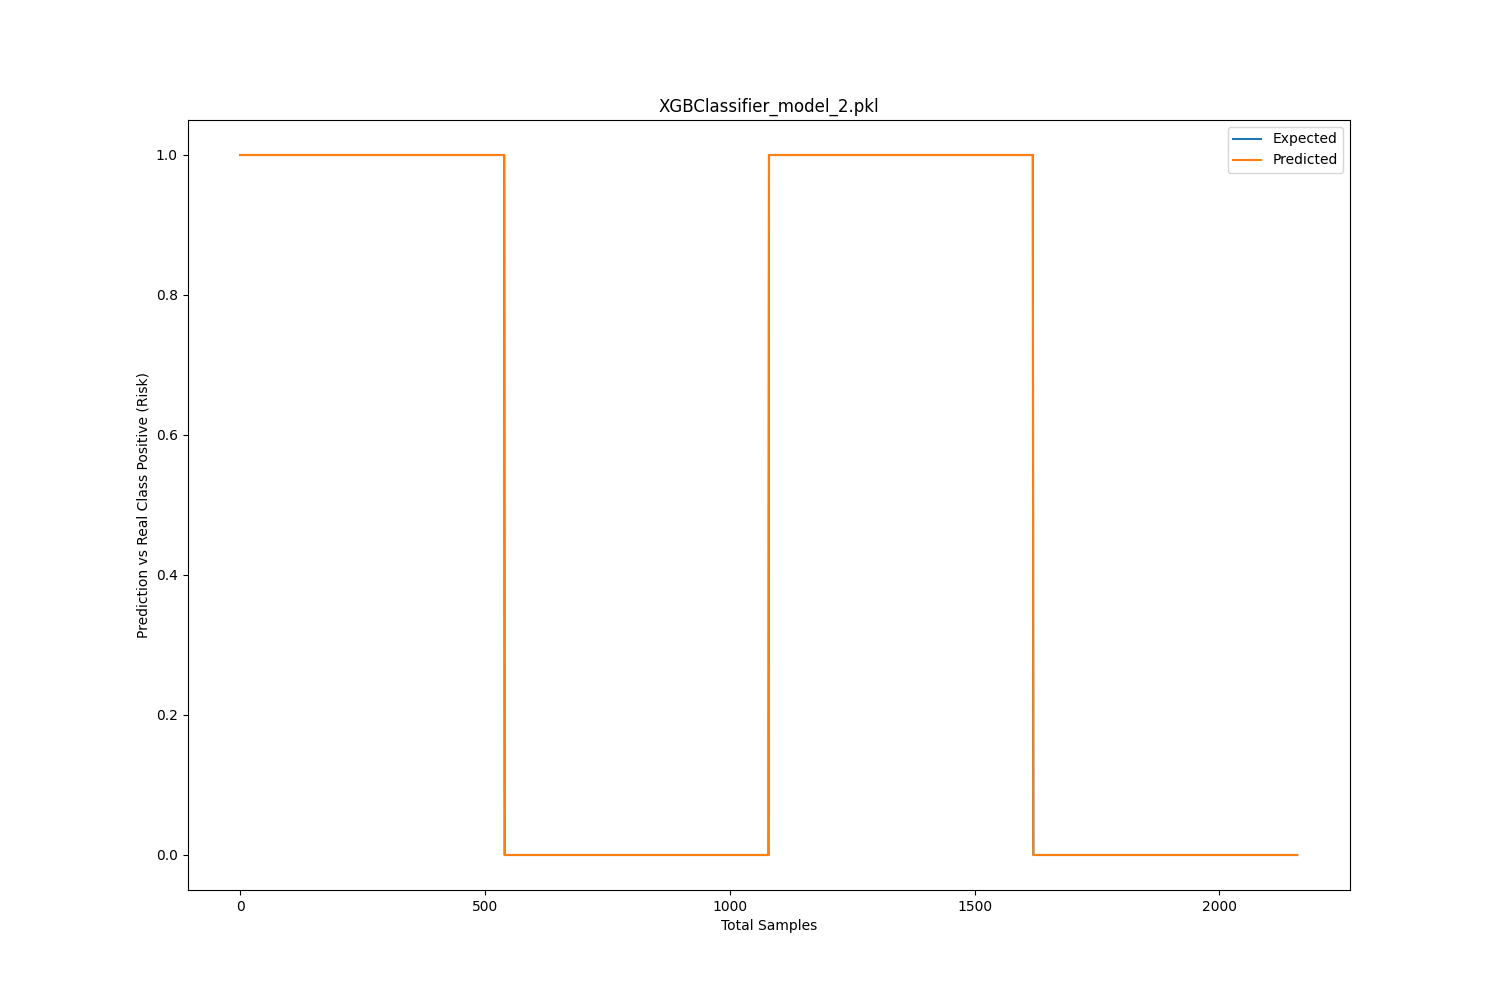 XGBClassifier_model_2.pkl
Expected
Predicted
1.0
0.8
0.6
0.4
0.2
0.0
Prediction vs Real Class Positive (Risk)
0
500
1000
1500
2000
Total Samples